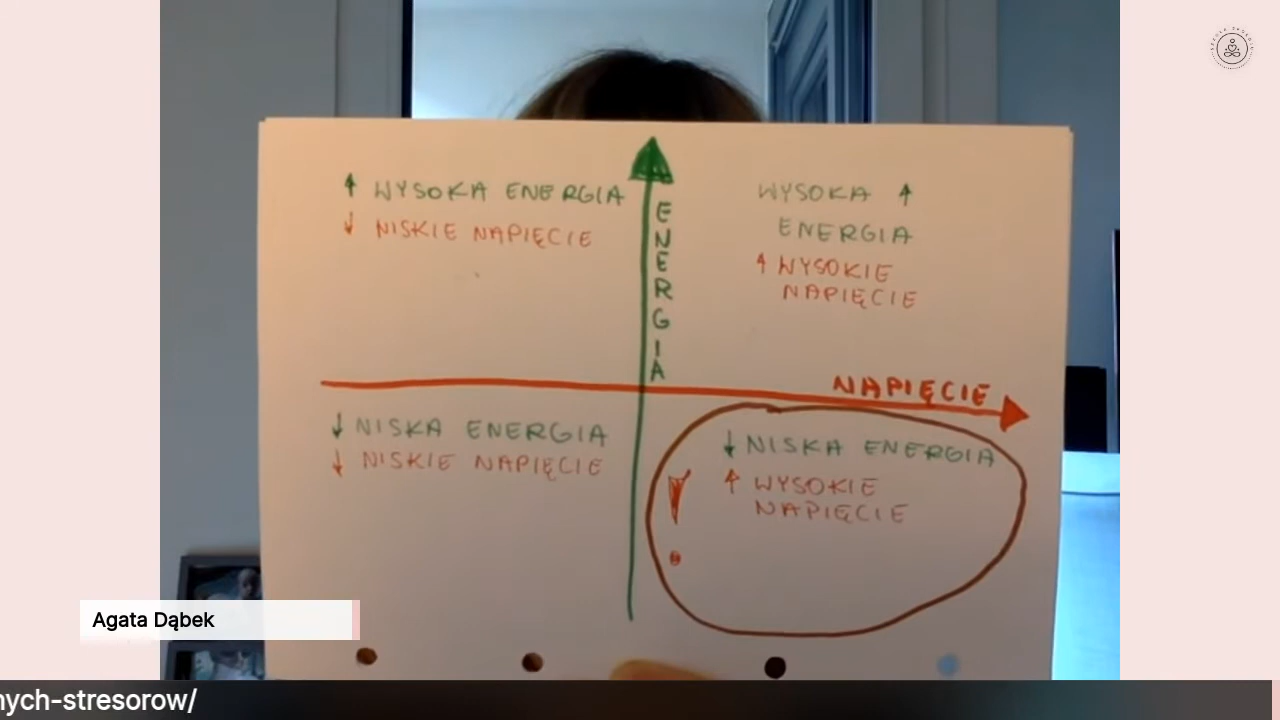 ↑ WYSOKA ENERGIA
↓ NISKIE NAPIĘCIE
ENERGIA
WYSOKA ↑
ENERGIA
↑ WYSOKIE
NAPIĘCIE
NAPIĘCIE
↓ NISKA ENERGIA
↓ NISKIE NAPIĘCIE
↓ NISKA ENERGIA
↑ WYSOKIE
NAPIĘCIE
!
Agata Dąbek
nych-stresorow/